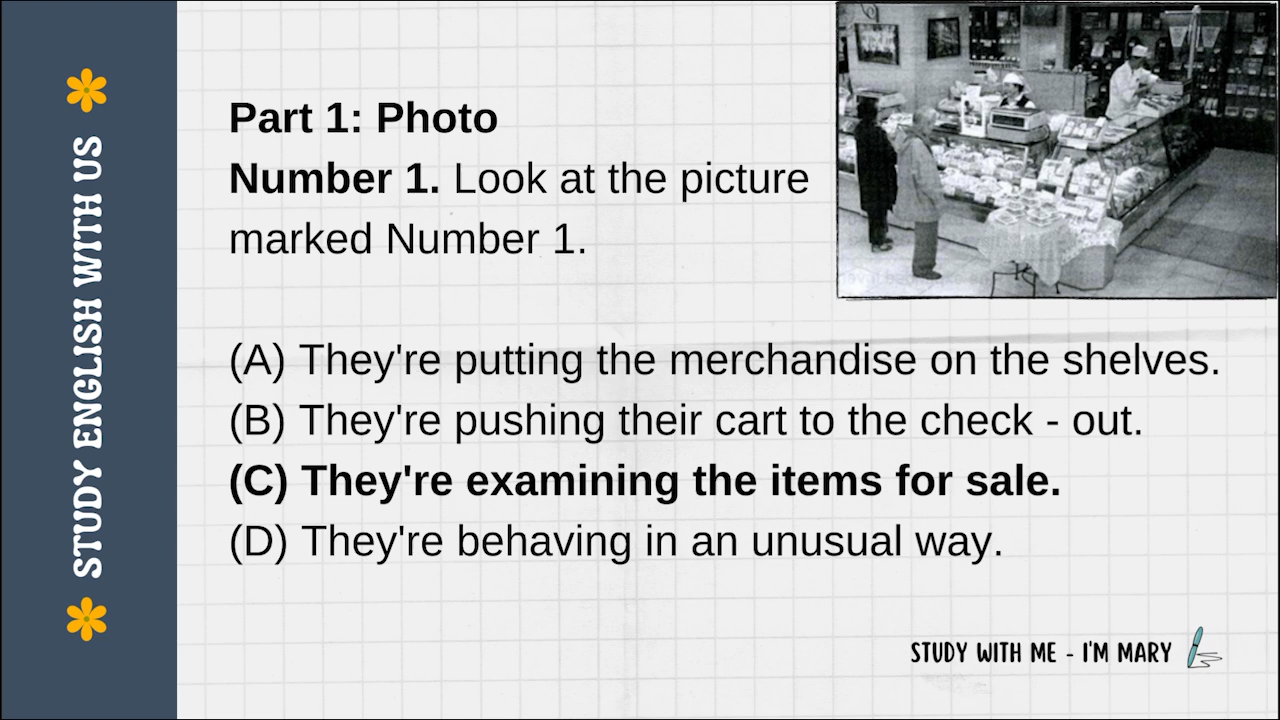 STUDY ENGLISH WITH US
Part 1: Photo
Number 1. Look at the picture
marked Number 1.
(A) They're putting the merchandise on the shelves.
(B) They're pushing their cart to the check - out.
(C) They're examining the items for sale.
(D) They're behaving in an unusual way.
STUDY WITH ME - I'M MARY